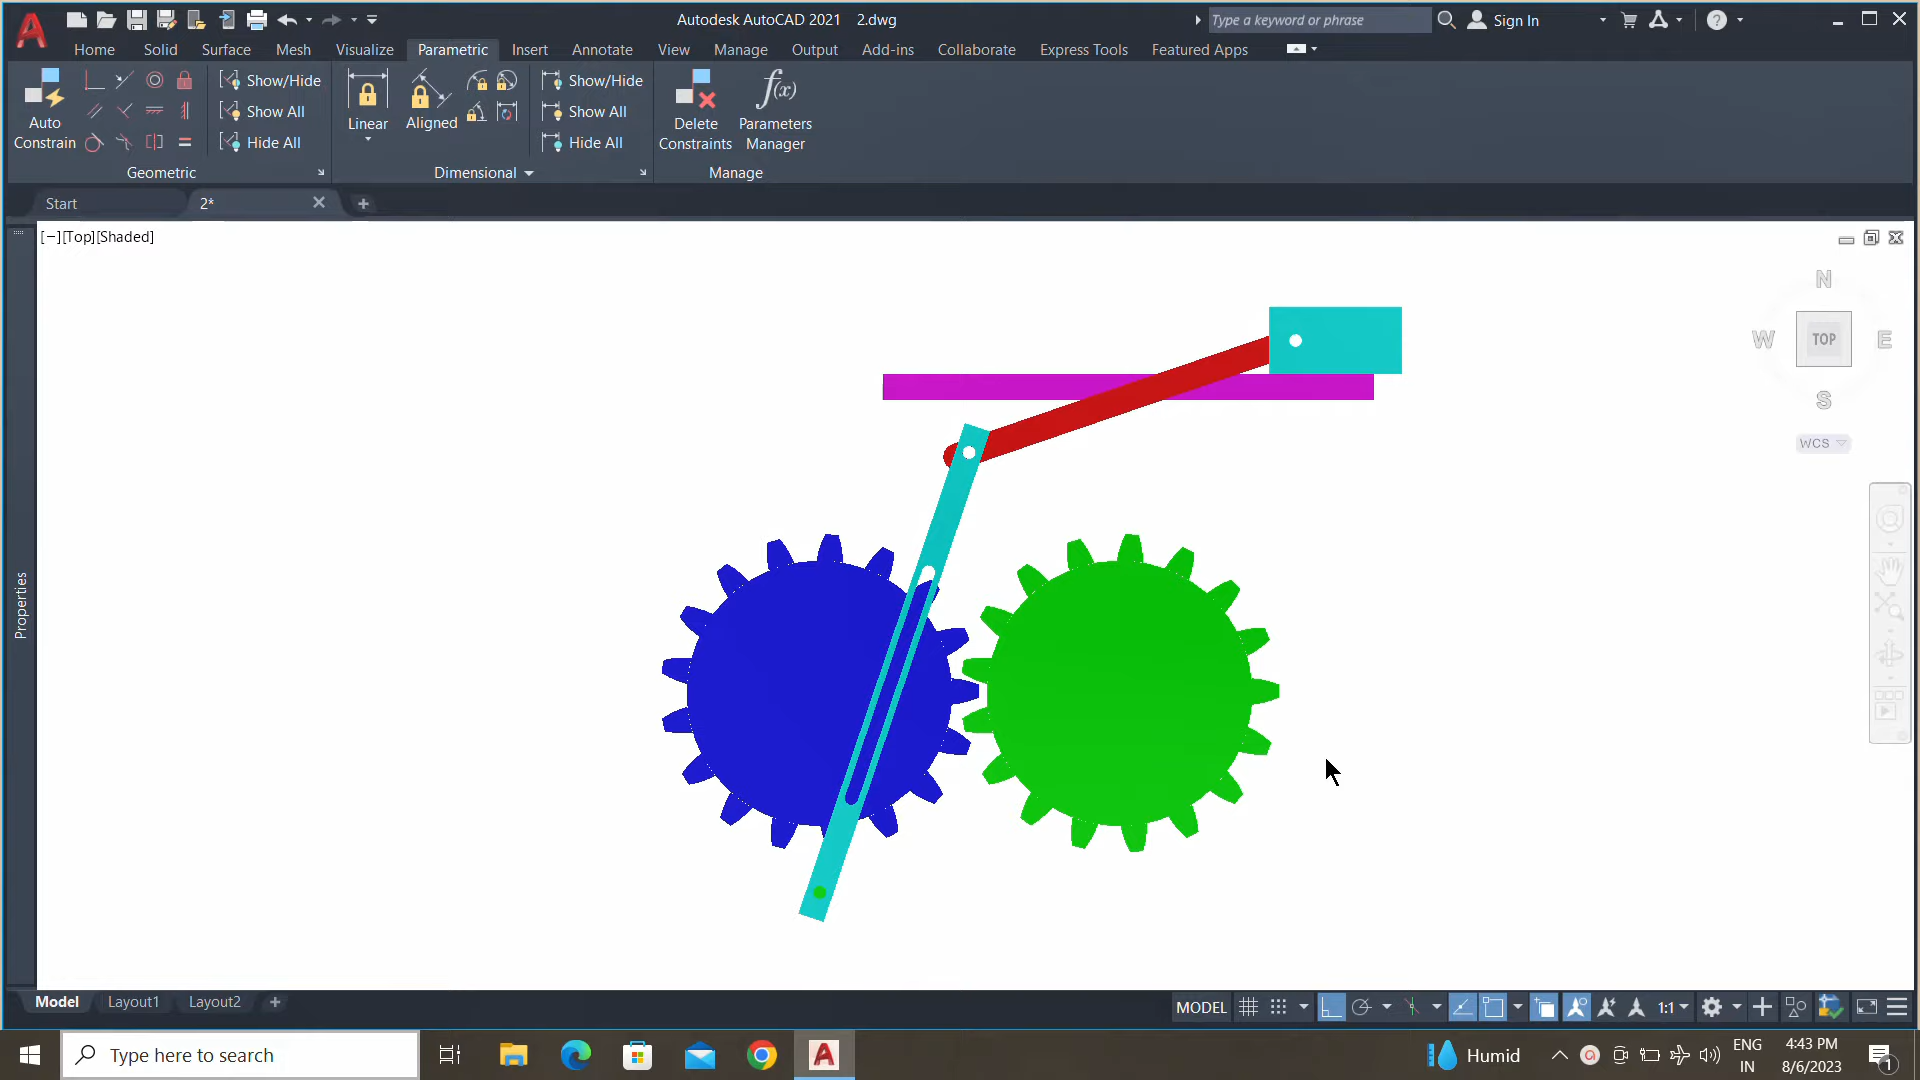 Autodesk AutoCAD 2021 2.dwg
Type a keyword or phrase
Sign In
Home Solid Surface Mesh Visualize Parametric Insert Annotate View Manage Output Add-ins Collaborate Express Tools Featured Apps
Auto
Constrain
Show/Hide
Show All
Hide All
Geometric
Linear
Aligned
Show/Hide
Show All
Hide All
Dimensional
Delete
Constraints
f(x)
Parameters
Manager
Manage
Start
2*
[−][Top][Shaded]
N
W
TOP
E
S
WCS
Properties
Model
Layout1
Layout2
MODEL
1:1
Type here to search
Humid
ENG
IN
4:43 PM
8/6/2023
1